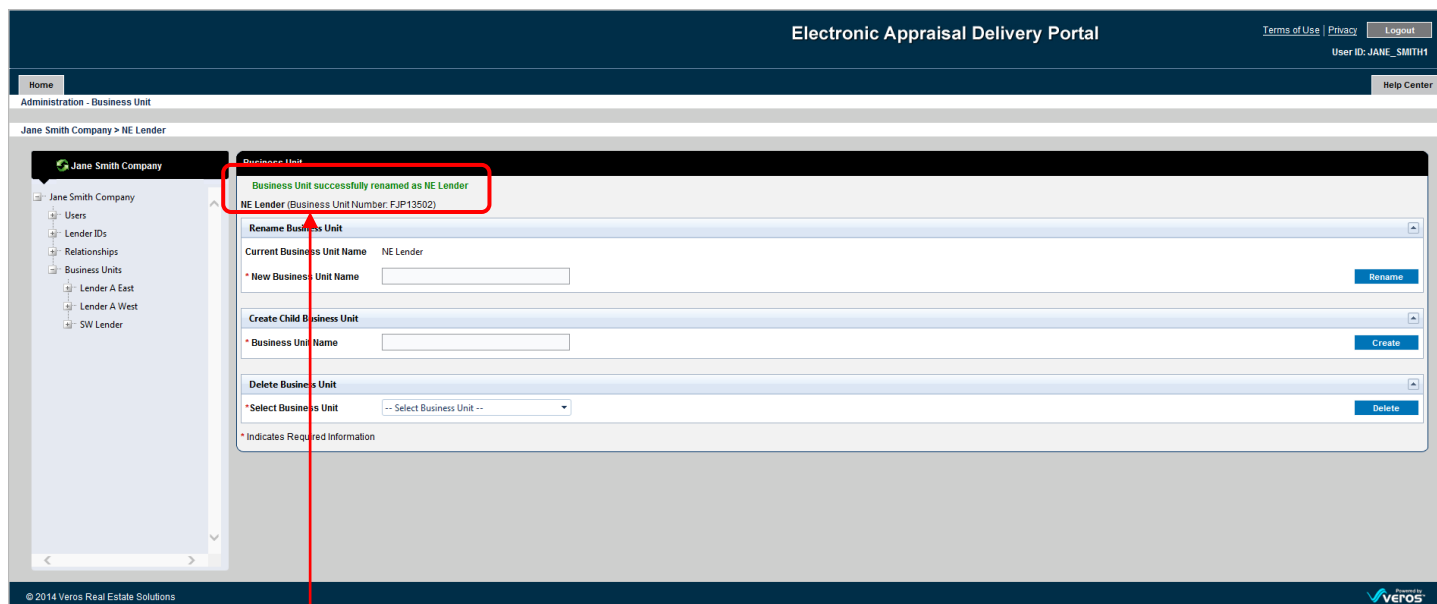 Electronic Appraisal Delivery Portal
Terms of Use | Privacy Logout
User ID: JANE_SMITH1
Home Help Center
Administration - Business Unit
Jane Smith Company > NE Lender
Jane Smith Company
Jane Smith Company
Users
Lender IDs
Relationships
Business Units
Lender A East
Lender A West
SW Lender
Business Unit
Business Unit successfully renamed as NE Lender
NE Lender (Business Unit Number: FJP13502)
Rename Business Unit
Current Business Unit Name NE Lender
* New Business Unit Name Rename
Create Child Business Unit
* Business Unit Name Create
Delete Business Unit
*Select Business Unit -- Select Business Unit -- Delete
* Indicates Required Information
© 2014 Veros Real Estate Solutions
Powered by
veros